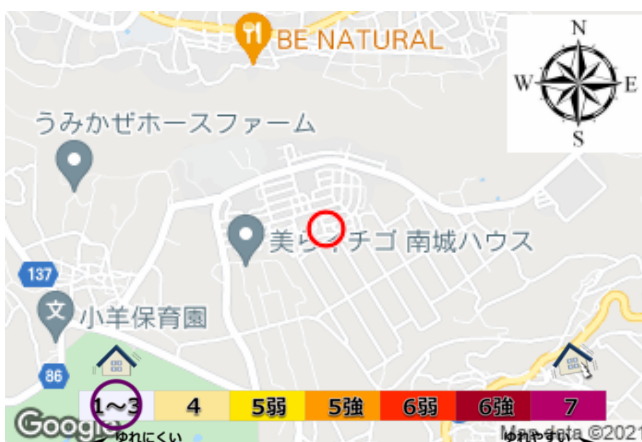 BE NATURAL
N
W E
S
うみかぜホースファーム
美らイチゴ 南城ハウス
137
文
小羊保育園
86
1〜3 4 5弱 5強 6弱 6強 7
Google
ゆれにくい
ゆれやすい
Map data ©2021